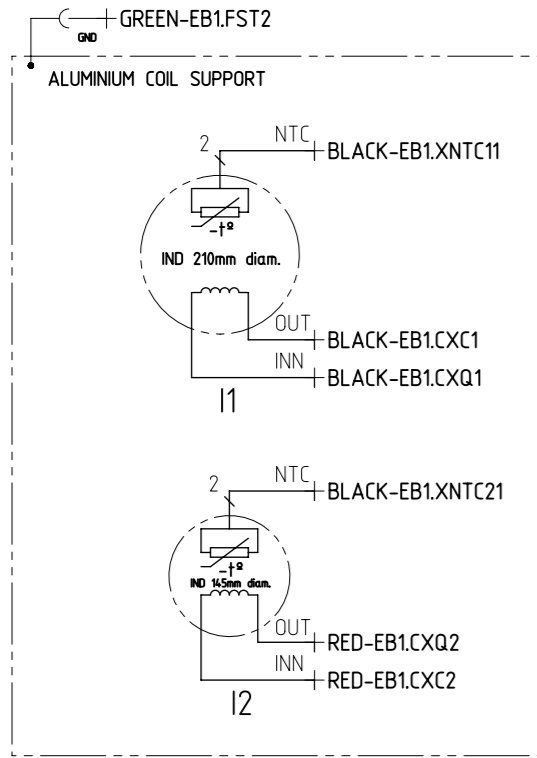 GREEN-EB1.FST2
GND
ALUMINIUM COIL SUPPORT
2
NTC
BLACK-EB1.XNTC11
-tº
IND 210mm diam.
OUT
BLACK-EB1.CXC1
INN
BLACK-EB1.CXQ1
I1
2
NTC
BLACK-EB1.XNTC21
-tº
IND 145mm diam.
OUT
RED-EB1.CXQ2
INN
RED-EB1.CXC2
I2